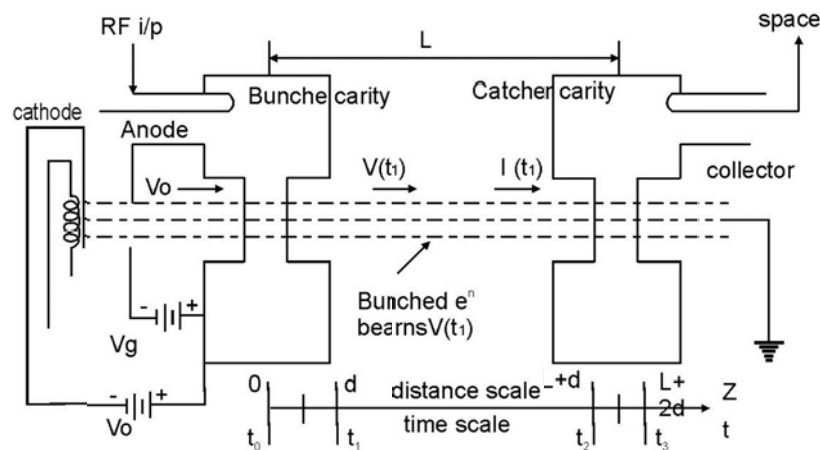 RF i/p
L
space
Bunche carity
Catcher carity
cathode
Anode
Vo
V(t₁)
I (t₁)
collector
Bunched eⁿ
bearnsV(t₁)
- +
Vg
- +
Vo
0 d distance scale L+d L+ 2d Z
time scale
t₀ t₁ t₂ t₃ t